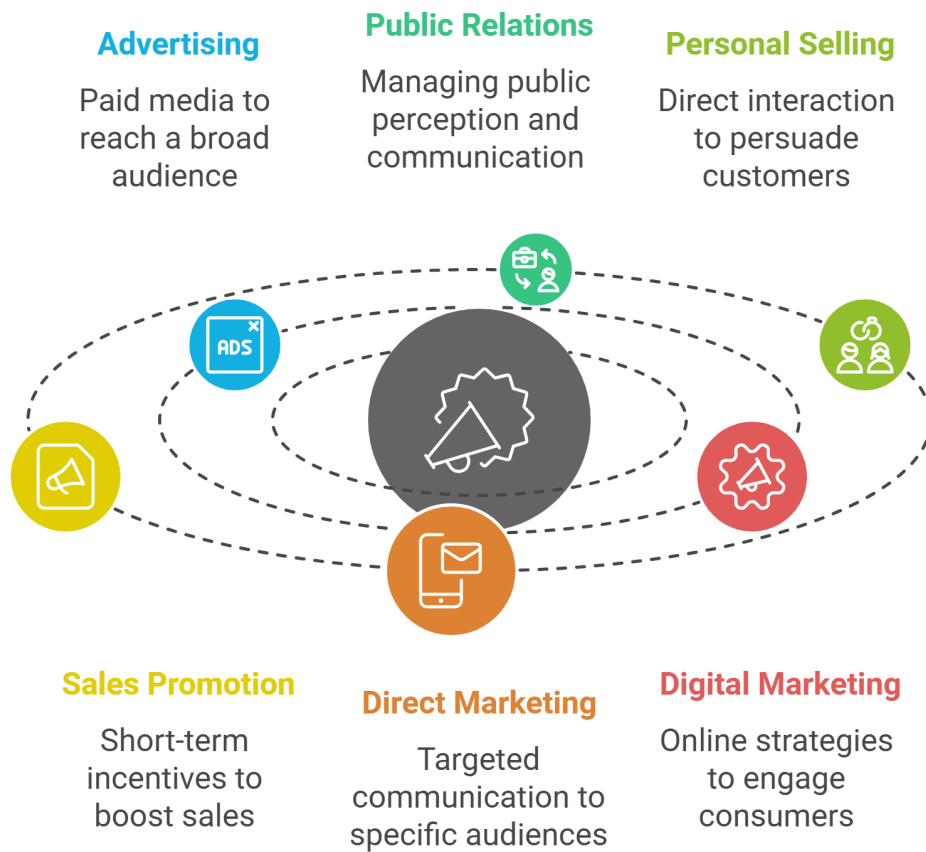 Advertising
Paid media to
reach a broad
audience
Public Relations
Managing public
perception and
communication
Personal Selling
Direct interaction
to persuade
customers
ADS
Sales Promotion
Short-term
incentives to
boost sales
Direct Marketing
Targeted
communication to
specific audiences
Digital Marketing
Online strategies
to engage
consumers